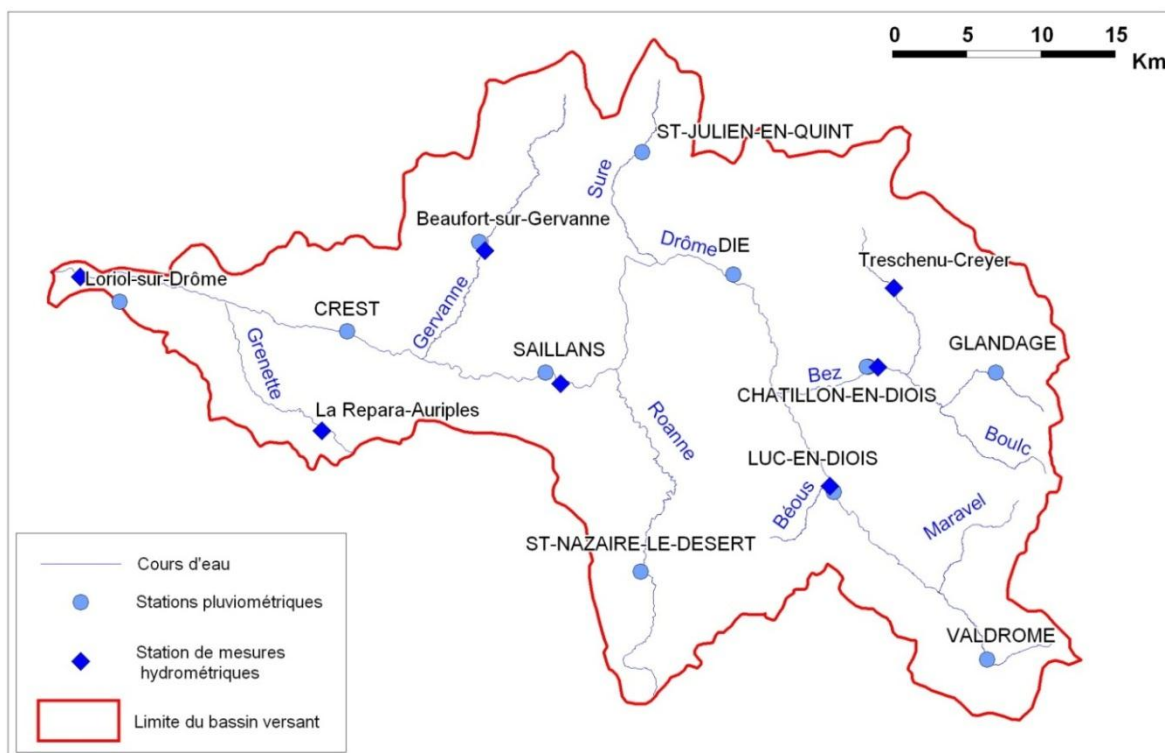 0 5 10 15
Km
ST-JULIEN-EN-QUINT
Sure
Beaufort-sur-Gervanne
Drôme
DIE
Treschenu-Creyer
Loriol-sur-Drôme
CREST
Gervanne
GLANDAGE
SAILLANS
Grenette
Bez
CHATILLON-EN-DIOIS
La Repara-Auriples
Roanne
Boulc
LUC-EN-DIOIS
Béous
Maravel
ST-NAZAIRE-LE-DESERT
VALDROME
Cours d'eau
Stations pluviométriques
Station de mesures
hydrométriques
Limite du bassin versant